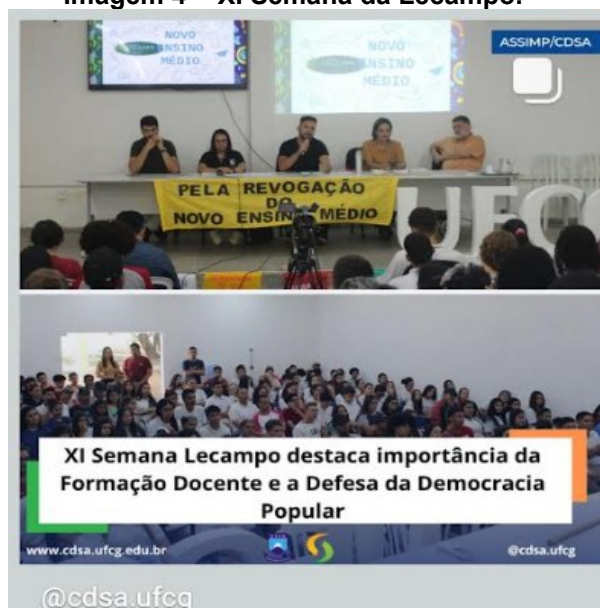 Imagem 4 – XI Semana da Lecampo.
ASSIMP/CDSA
NOVO
ENSINO
MÉDIO
NOVO
ENSINO
MÉDIO
PELA REVOGAÇÃO
DO
NOVO ENSINO MÉDIO
UFC
XI Semana Lecampo destaca importância da
Formação Docente e a Defesa da Democracia
Popular
www.cdsa.ufcg.edu.br
@cdsa.ufcg
@cdsa.ufcg